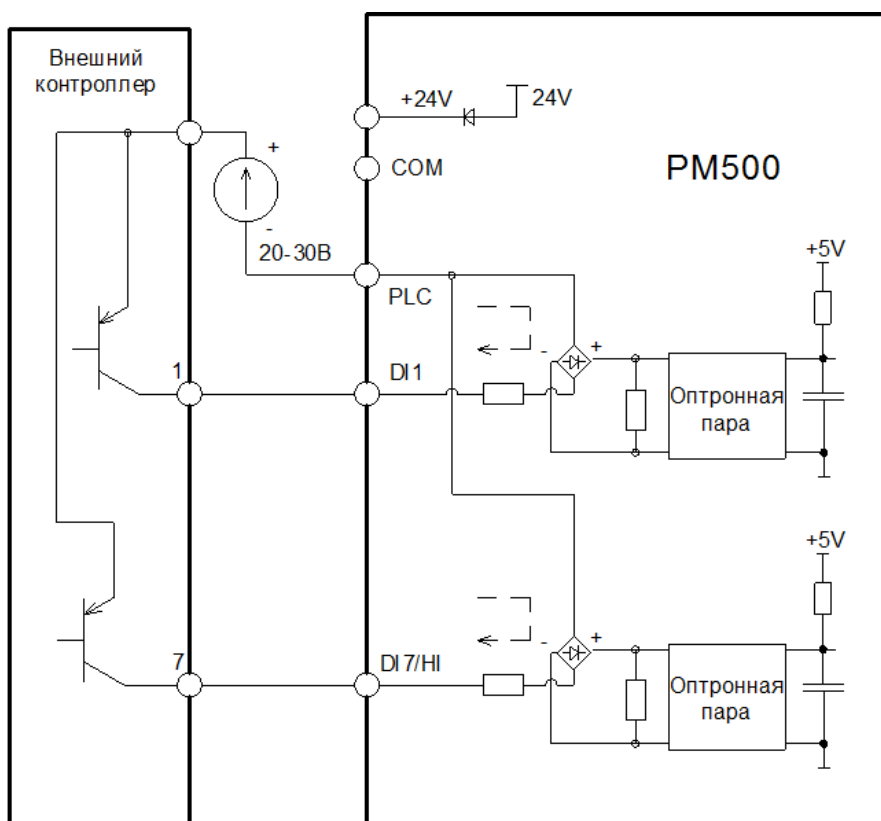 Внешний
контроллер
+24V
24V
COM
PM500
+
-
20-30В
PLC
+5V
1
DI1
-
+
Оптронная
пара
+5V
7
DI7/HI
-
+
Оптронная
пара